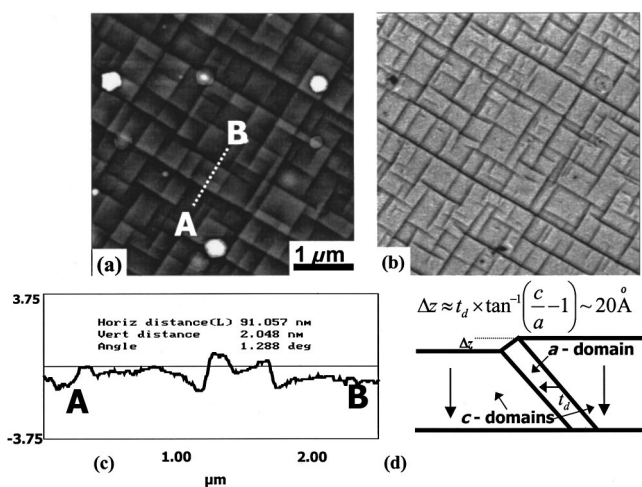 B
A
(a)
1 μm
(b)
3.75
Horiz distance(L) 91.057 nm
Vert distance 2.048 nm
Angle 1.288 deg
A
B
-3.75
(c)
1.00
2.00
μm
Δz ≈ t_d × tan⁻¹(c/a − 1) ~ 20Å
Δz
a - domain
t_d
c - domains
(d)